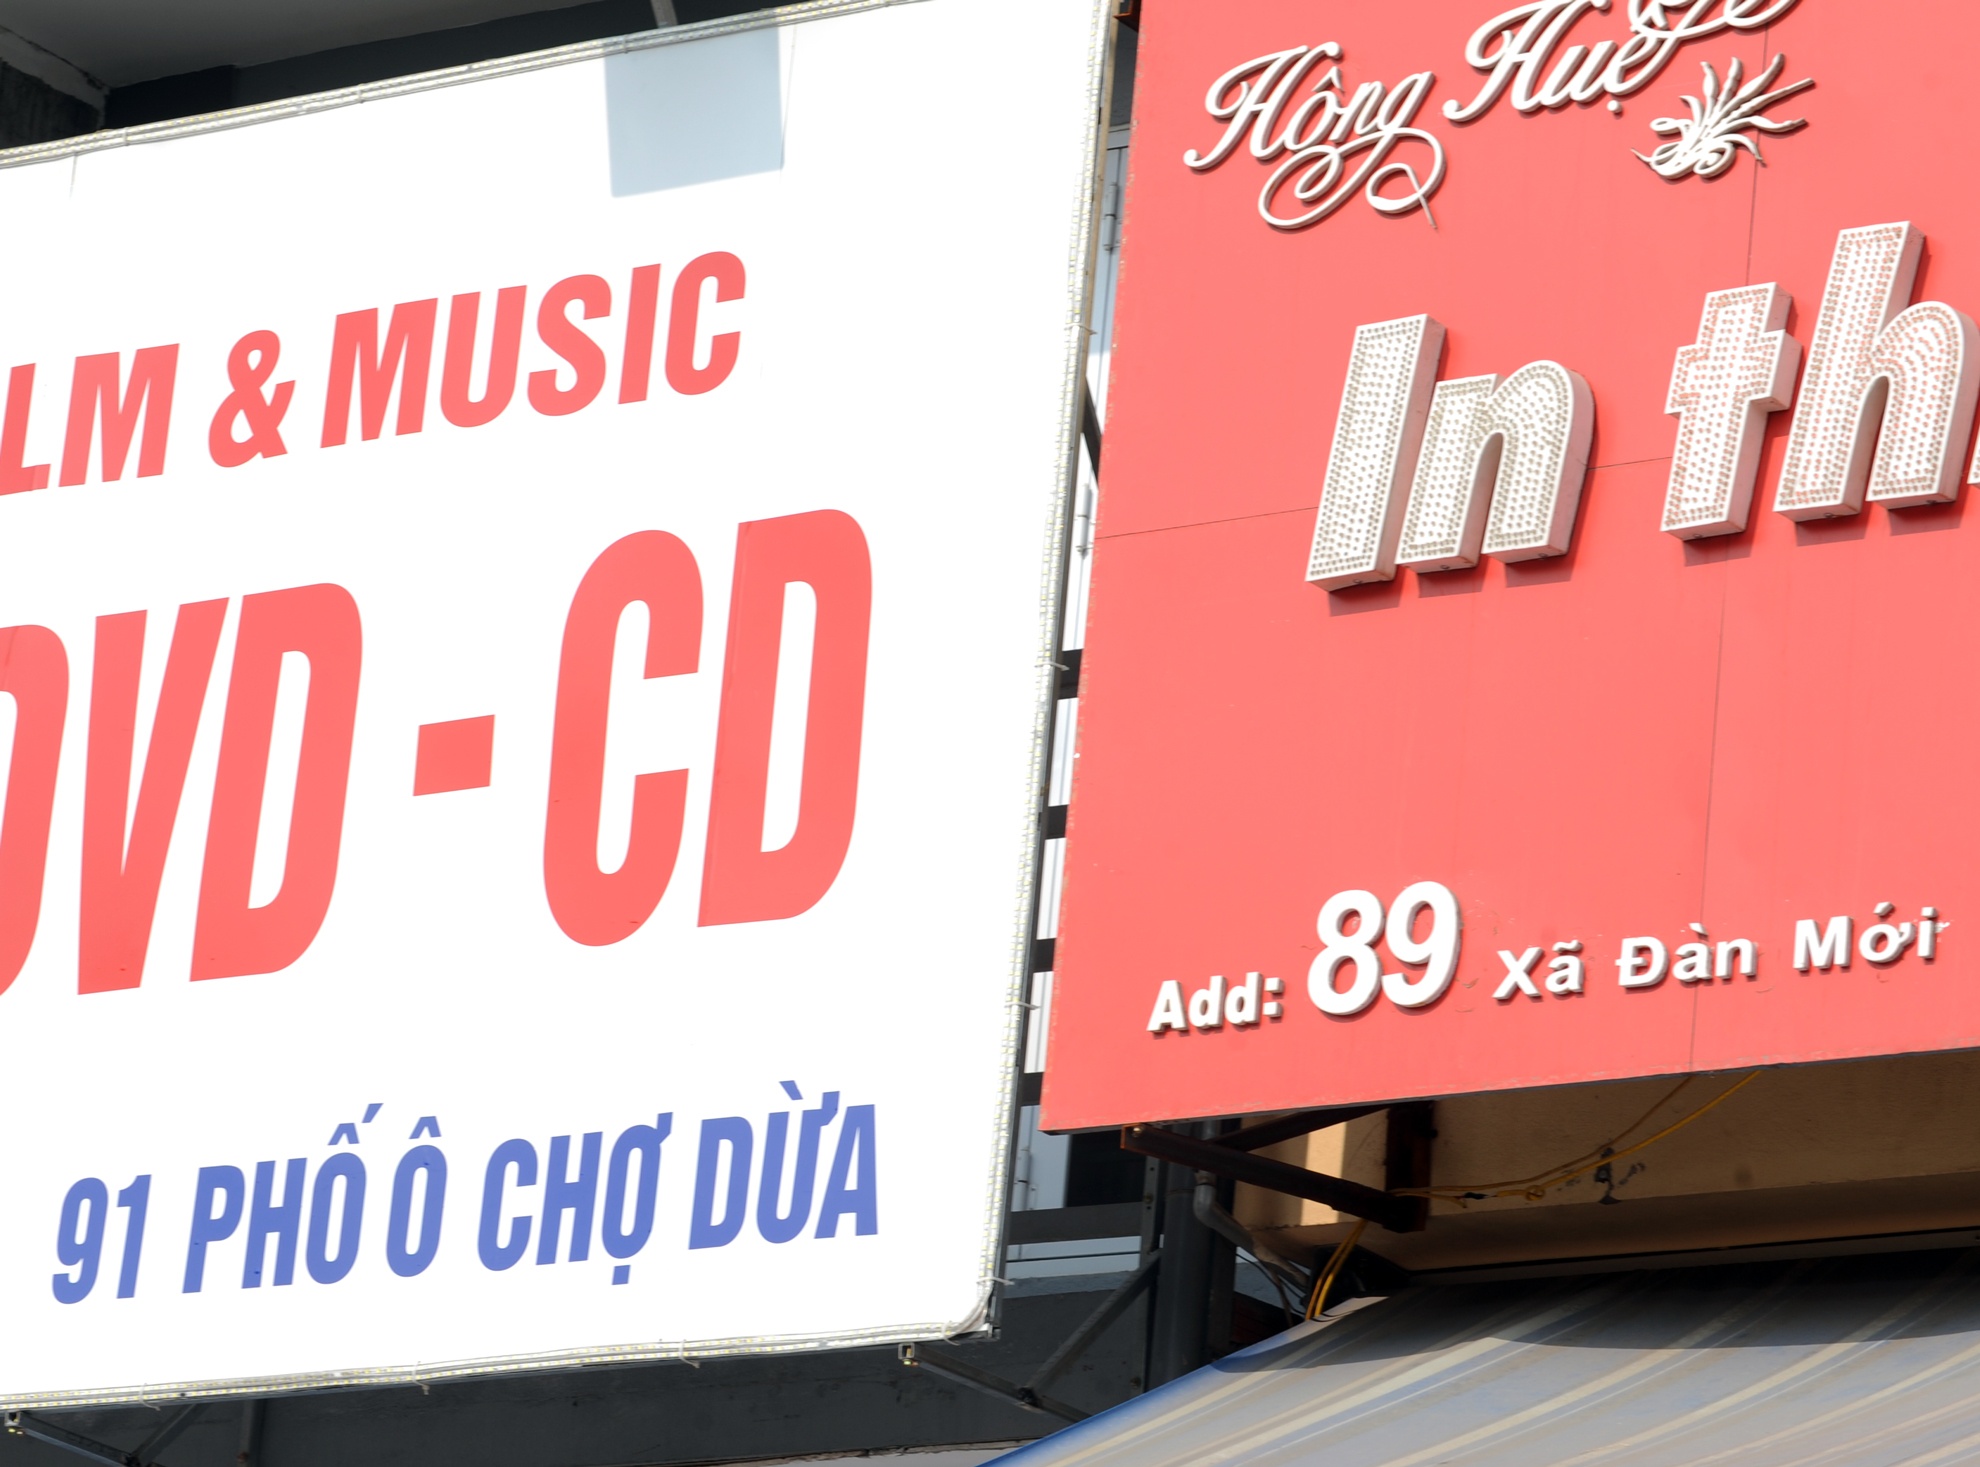 LM & MUSIC
DVD - CD
91 PHỐ Ô CHỢ DỪA
Hồng Huệ
In th
Add: 89 Xã Đàn Mới